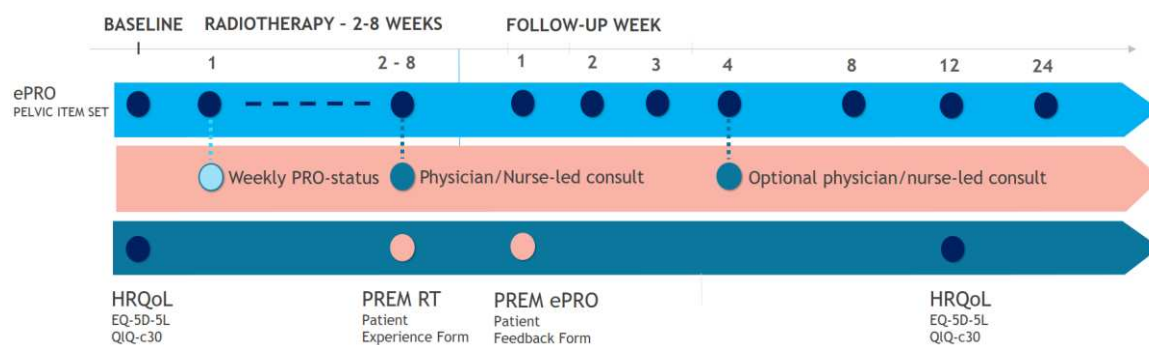 BASELINE RADIOTHERAPY – 2-8 WEEKS FOLLOW-UP WEEK
1 2 - 8 1 2 3 4 8 12 24
ePRO
PELVIC ITEM SET
Weekly PRO-status Physician/Nurse-led consult Optional physician/nurse-led consult
HRQoL PREM RT PREM ePRO HRQoL
EQ-5D-5L Patient Patient EQ-5D-5L
QlQ-c30 Experience Form Feedback Form QlQ-c30